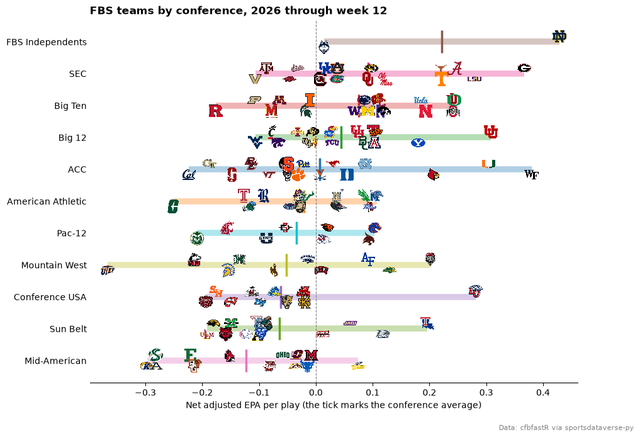 FBS teams by conference, 2026 through week 12
FBS Independents
SEC
Big Ten
Big 12
ACC
American Athletic
Pac-12
Mountain West
Conference USA
Sun Belt
Mid-American
−0.3 −0.2 −0.1 0.0 0.1 0.2 0.3 0.4
Net adjusted EPA per play (the tick marks the conference average)
Data: cfbfastR via sportsdataverse-py